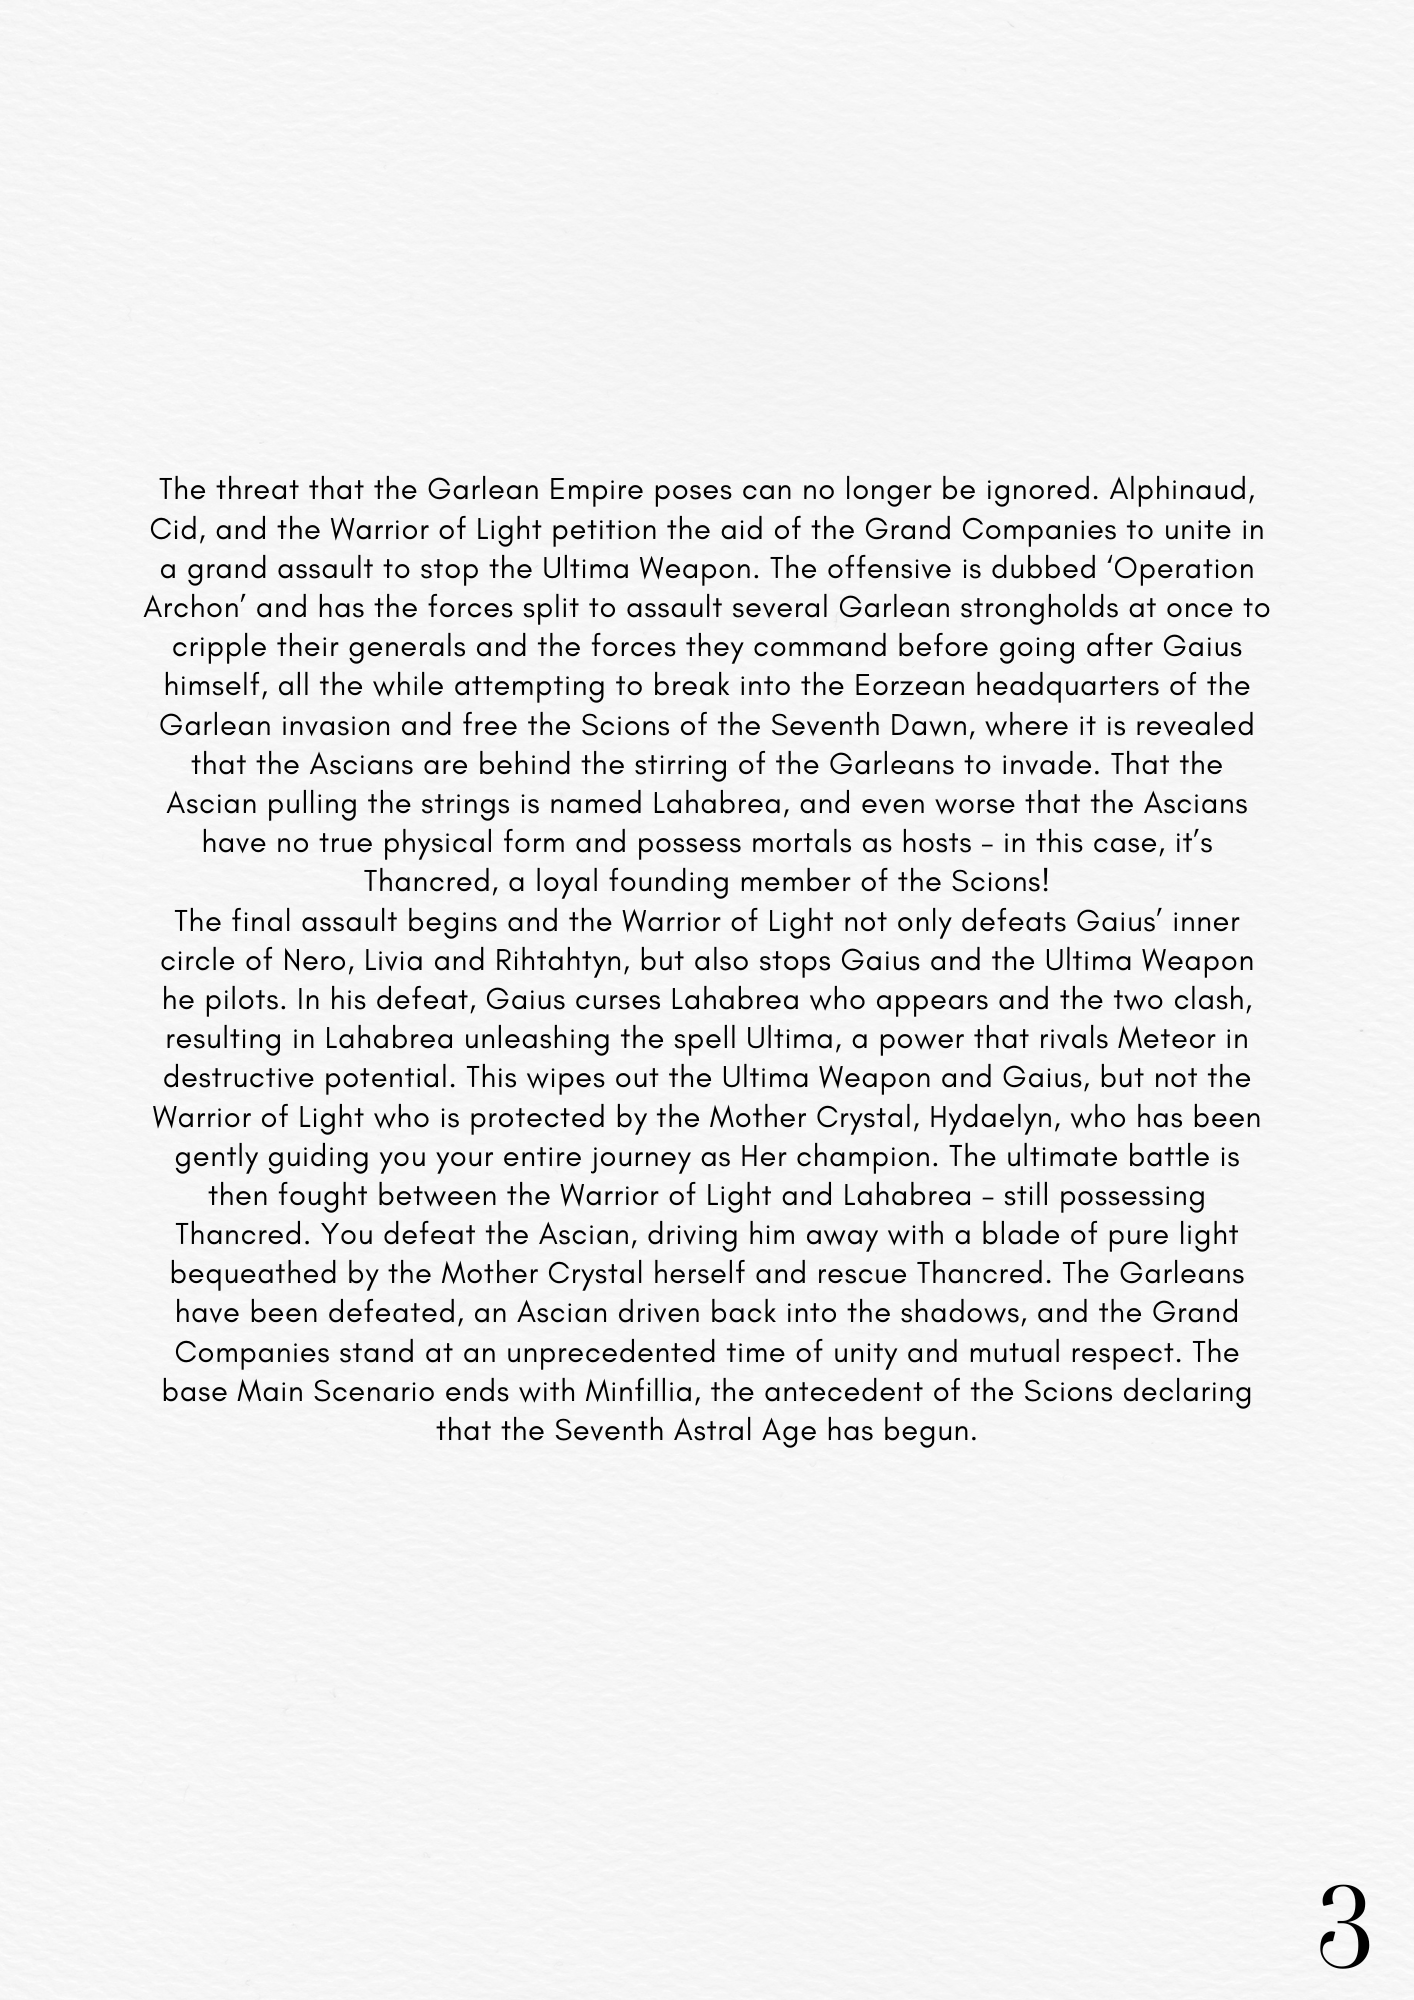 The threat that the Garlean Empire poses can no longer be ignored. Alphinaud,
Cid, and the Warrior of Light petition the aid of the Grand Companies to unite in
a grand assault to stop the Ultima Weapon. The offensive is dubbed ‘Operation
Archon’ and has the forces split to assault several Garlean strongholds at once to
cripple their generals and the forces they command before going after Gaius
himself, all the while attempting to break into the Eorzean headquarters of the
Garlean invasion and free the Scions of the Seventh Dawn, where it is revealed
that the Ascians are behind the stirring of the Garleans to invade. That the
Ascian pulling the strings is named Lahabrea, and even worse that the Ascians
have no true physical form and possess mortals as hosts – in this case, it’s
Thancred, a loyal founding member of the Scions!
The final assault begins and the Warrior of Light not only defeats Gaius’ inner
circle of Nero, Livia and Rihtahtyn, but also stops Gaius and the Ultima Weapon
he pilots. In his defeat, Gaius curses Lahabrea who appears and the two clash,
resulting in Lahabrea unleashing the spell Ultima, a power that rivals Meteor in
destructive potential. This wipes out the Ultima Weapon and Gaius, but not the
Warrior of Light who is protected by the Mother Crystal, Hydaelyn, who has been
gently guiding you your entire journey as Her champion. The ultimate battle is
then fought between the Warrior of Light and Lahabrea – still possessing
Thancred. You defeat the Ascian, driving him away with a blade of pure light
bequeathed by the Mother Crystal herself and rescue Thancred. The Garleans
have been defeated, an Ascian driven back into the shadows, and the Grand
Companies stand at an unprecedented time of unity and mutual respect. The
base Main Scenario ends with Minfillia, the antecedent of the Scions declaring
that the Seventh Astral Age has begun.
3